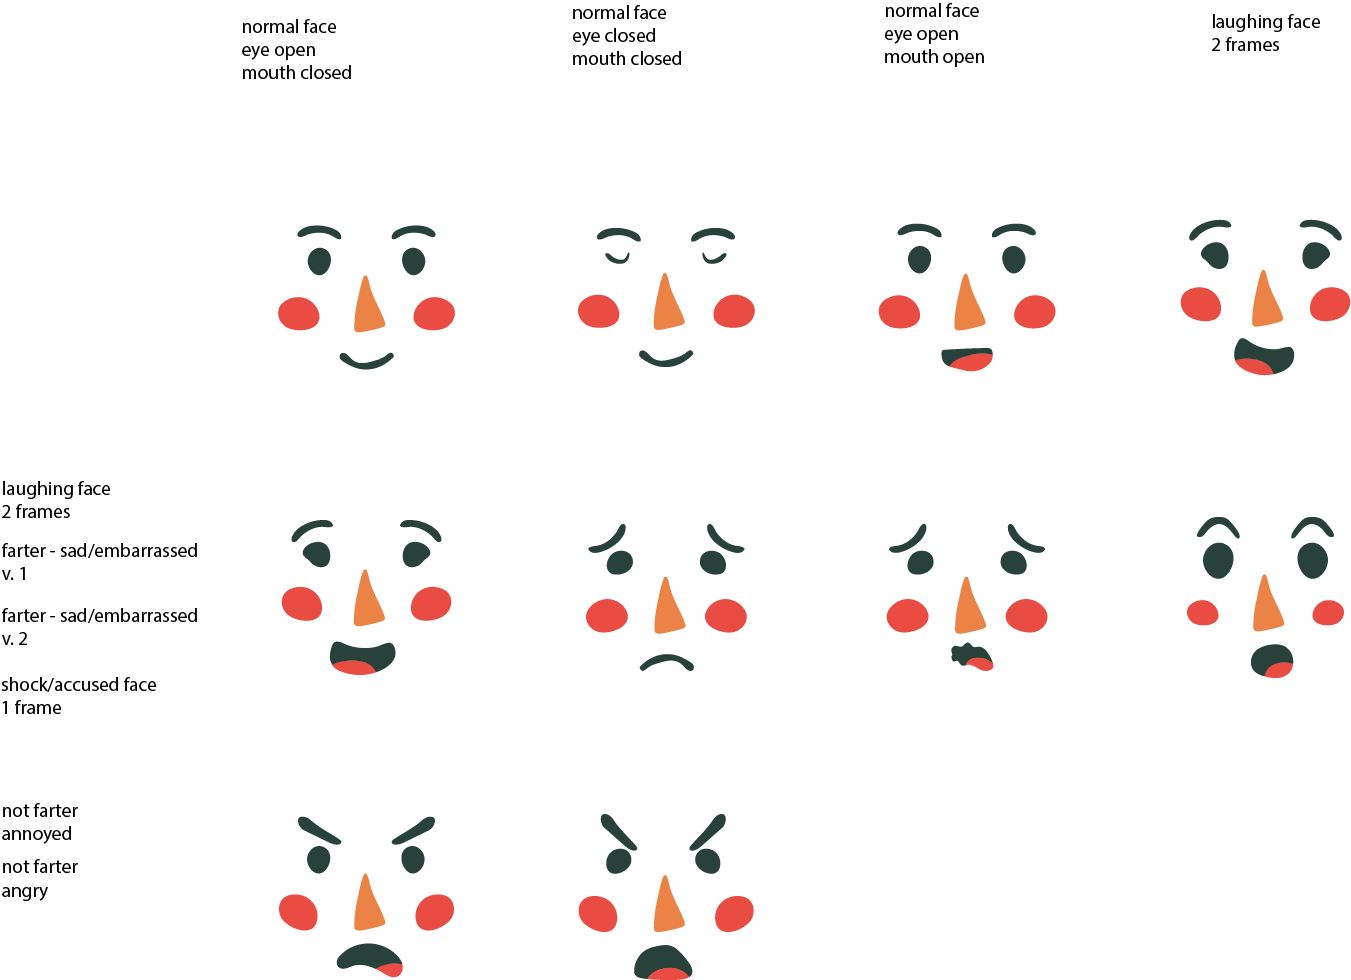 normal face
eye open
mouth closed
normal face
eye closed
mouth closed
normal face
eye open
mouth open
laughing face
2 frames
laughing face
2 frames
farter - sad/embarrassed
v. 1
farter - sad/embarrassed
v. 2
shock/accused face
1 frame
not farter
annoyed
not farter
angry